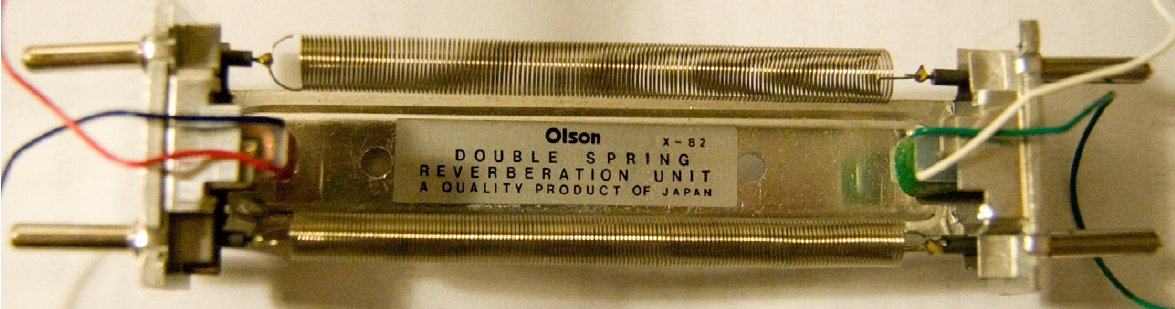 Olson X-82
DOUBLE SPRING
REVERBERATION UNIT
A QUALITY PRODUCT OF JAPAN